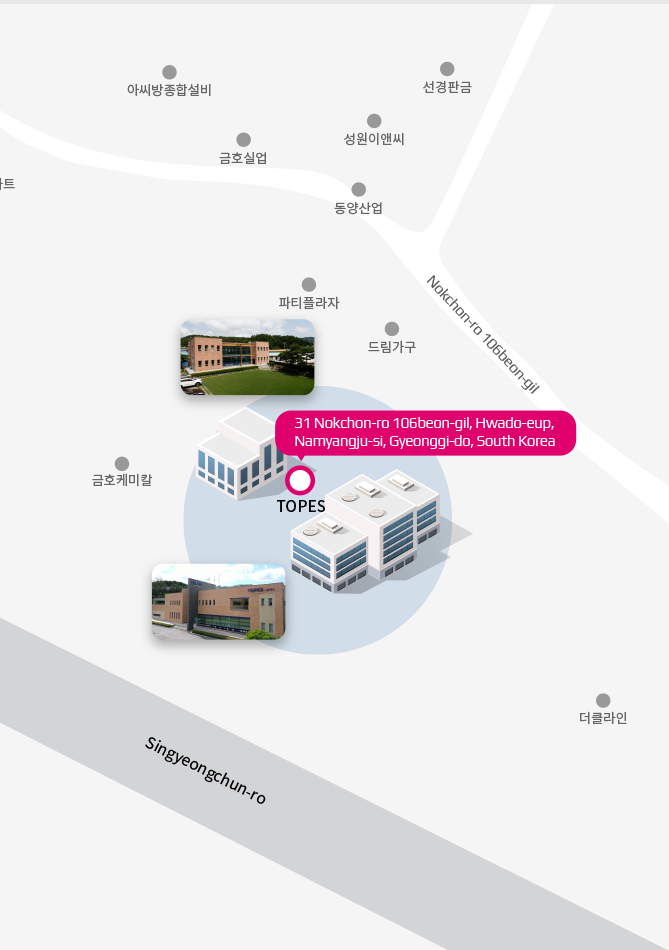 아씨방종합설비
선경판금
성원이앤씨
금호실업
동양산업
파티플라자
드림가구
Nokchon-ro 106beon-gil
31 Nokchon-ro 106beon-gil, Hwado-eup,
Namyangju-si, Gyeonggi-do, South Korea
금호케미칼
TOPES
더클라인
Singyeongchun-ro